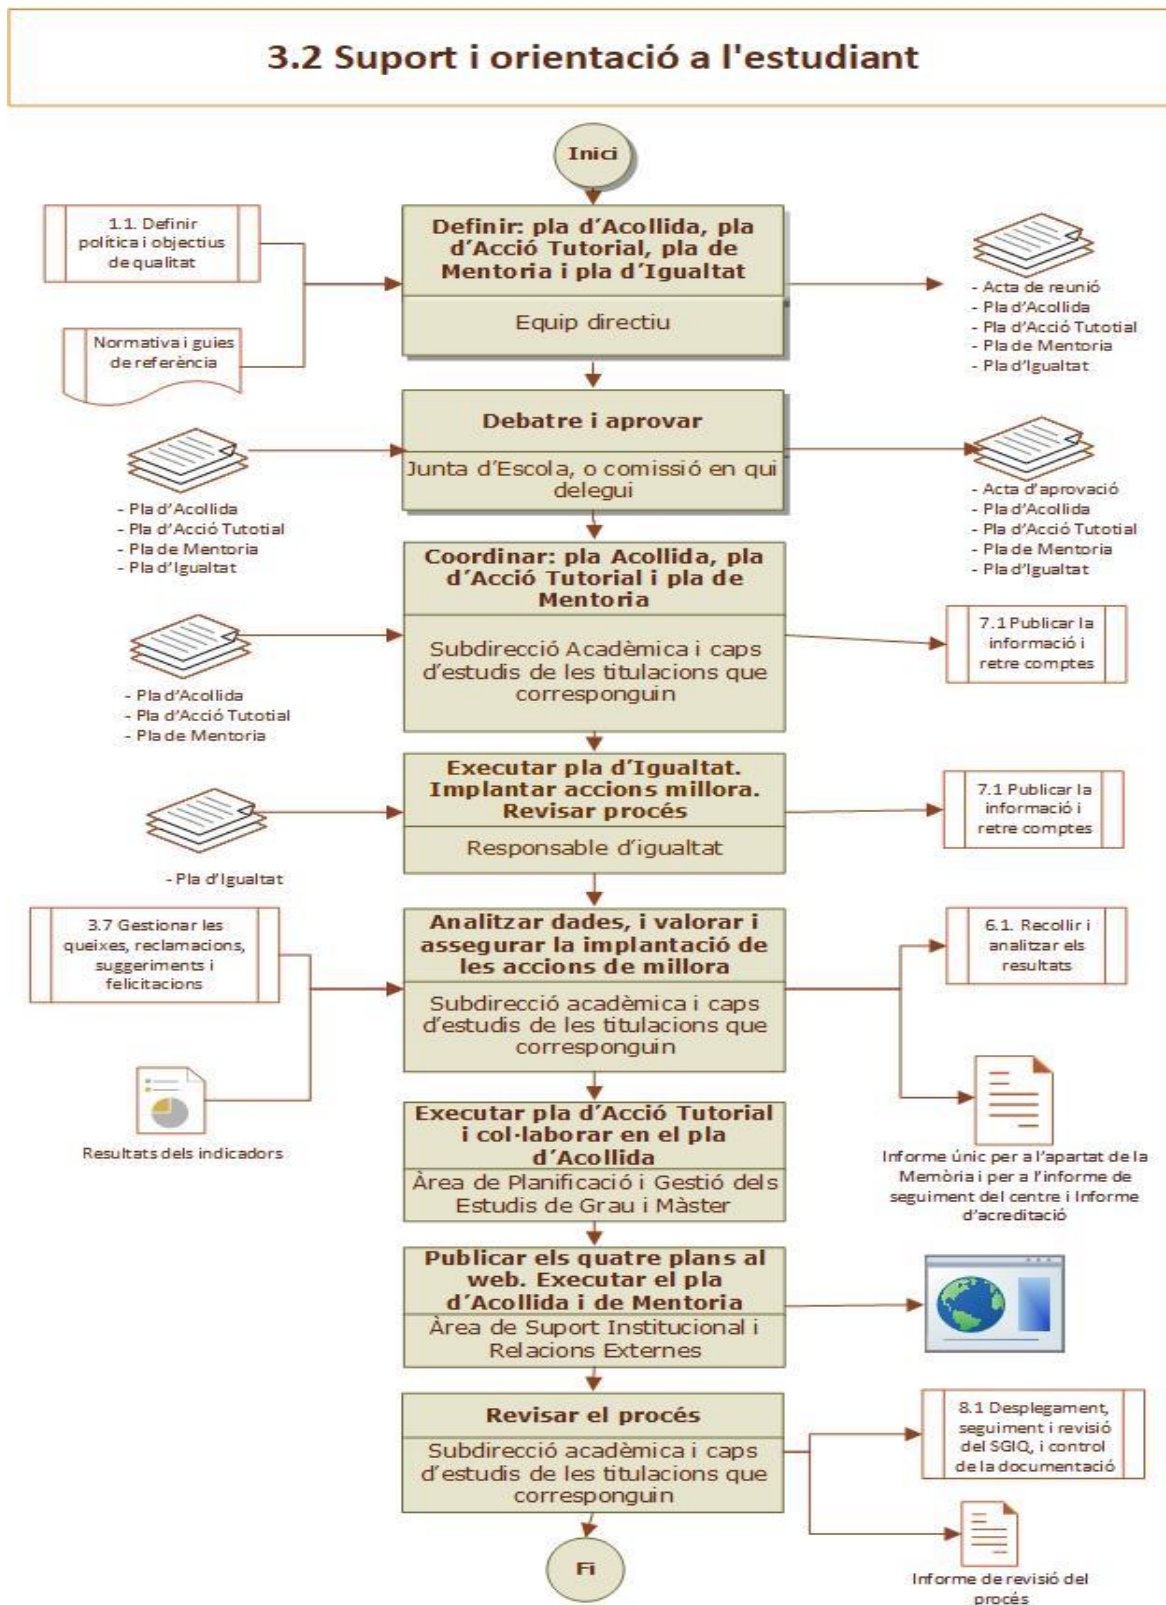 3.2 Suport i orientació a l'estudiant
Inici
1.1. Definir
política i objectius
de qualitat
Normativa i guies
de referència
Definir: pla d´Acollida, pla
d´Acció Tutorial, pla de
Mentoria i pla d´Igualtat
Equip directiu
- Acta de reunió
- Pla d'Acollida
- Pla d'Acció Tutotial
- Pla de Mentoria
- Pla d'Igualtat
- Pla d'Acollida
- Pla d'Acció Tutotial
- Pla de Mentoria
- Pla d'Igualtat
Debatre i aprovar
Junta d´Escola, o comissió en qui
delegui
- Acta d'aprovació
- Pla d'Acollida
- Pla d'Acció Tutotial
- Pla de Mentoria
- Pla d'Igualtat
- Pla d'Acollida
- Pla d'Acció Tutotial
- Pla de Mentoria
Coordinar: pla Acollida, pla
d´Acció Tutorial i pla de
Mentoria
Subdirecció Acadèmica i caps
d´estudis de les titulacions que
corresponguin
7.1 Publicar la
informació i
retre comptes
- Pla d'Igualtat
Executar pla d´Igualtat.
Implantar accions millora.
Revisar procés
Responsable d´igualtat
7.1 Publicar la
informació i
retre comptes
3.7 Gestionar les
queixes, reclamacions,
suggeriments i
felicitacions
Resultats dels indicadors
Analitzar dades, i valorar i
assegurar la implantació de
les accions de millora
Subdirecció acadèmica i caps
d´estudis de les titulacions que
corresponguin
6.1. Recollir i
analitzar els
resultats
Informe únic per a l'apartat de la
Memòria i per a l'informe de
seguiment del centre i Informe
d'acreditació
Executar pla d´Acció Tutorial
i col·laborar en el pla
d´Acollida
Àrea de Planificació i Gestió dels
Estudis de Grau i Màster
Publicar els quatre plans al
web. Executar el pla
d´Acollida i de Mentoria
Àrea de Suport Institucional i
Relacions Externes
Revisar el procés
Subdirecció acadèmica i caps
d´estudis de les titulacions que
corresponguin
8.1 Desplegament,
seguiment i revisió
del SGIQ, i control
de la documentació
Informe de revisió del
procés
Fi